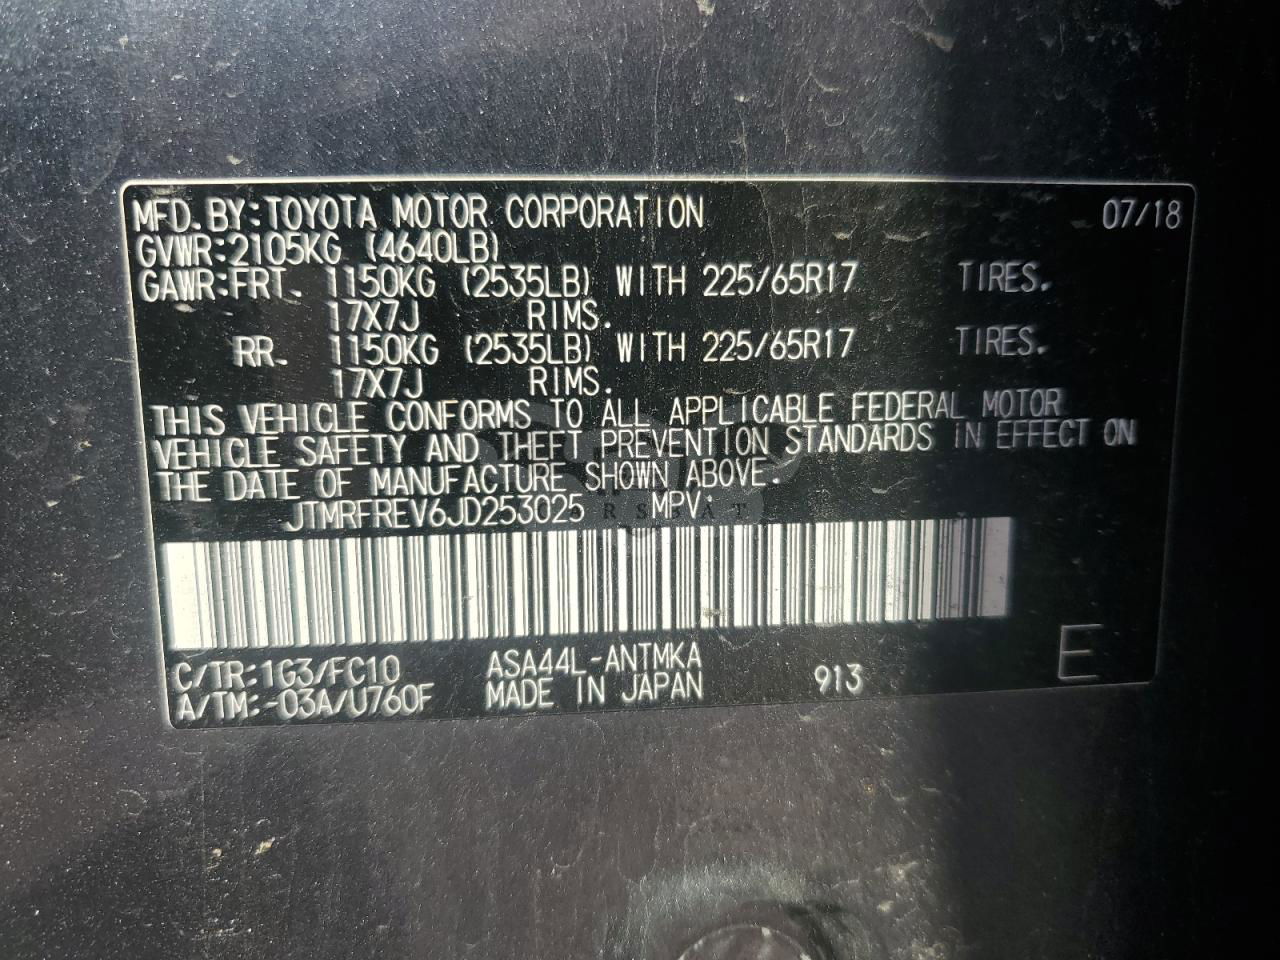 MFD. BY:TOYOTA MOTOR CORPORATION 07/18
GVWR:2105KG (4640LB)
GAWR:FRT. 1150KG (2535LB) WITH 225/65R17 TIRES.
17X7J RIMS.
RR. 1150KG (2535LB) WITH 225/65R17 TIRES.
17X7J RIMS.
THIS VEHICLE CONFORMS TO ALL APPLICABLE FEDERAL MOTOR
VEHICLE SAFETY AND THEFT PREVENTION STANDARDS IN EFFECT ON
THE DATE OF MANUFACTURE SHOWN ABOVE.
JTMRFREV6JD253025 MPV.
C/TR:1G3/FC10 ASA44L-ANTMKA
A/TM:-03A/U760F MADE IN JAPAN 913 E